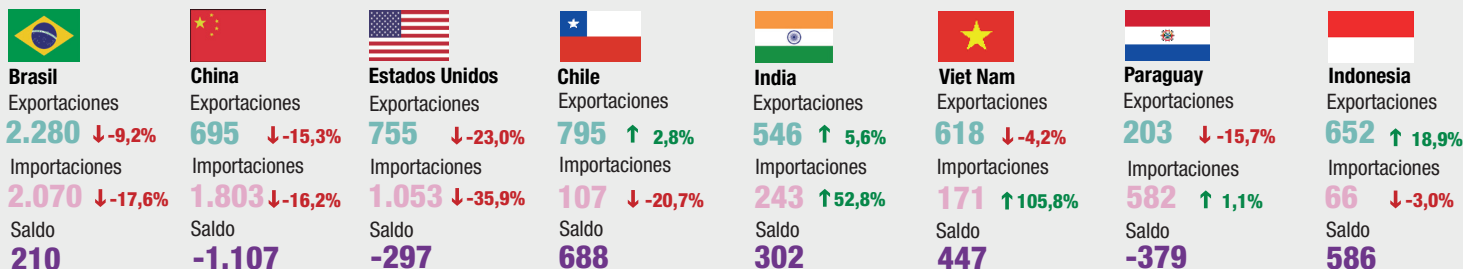 Brasil
Exportaciones
2.280 ↓-9,2%
Importaciones
2.070 ↓-17,6%
Saldo
210
China
Exportaciones
695 ↓-15,3%
Importaciones
1.803 ↓-16,2%
Saldo
-1.107
Estados Unidos
Exportaciones
755 ↓-23,0%
Importaciones
1.053 ↓-35,9%
Saldo
-297
Chile
Exportaciones
795 ↑ 2,8%
Importaciones
107 ↓ -20,7%
Saldo
688
India
Exportaciones
546 ↑ 5,6%
Importaciones
243 ↑52,8%
Saldo
302
Viet Nam
Exportaciones
618 ↓-4,2%
Importaciones
171 ↑105,8%
Saldo
447
Paraguay
Exportaciones
203 ↓ -15,7%
Importaciones
582 ↑ 1,1%
Saldo
-379
Indonesia
Exportaciones
652 ↑ 18,9%
Importaciones
66 ↓-3,0%
Saldo
586